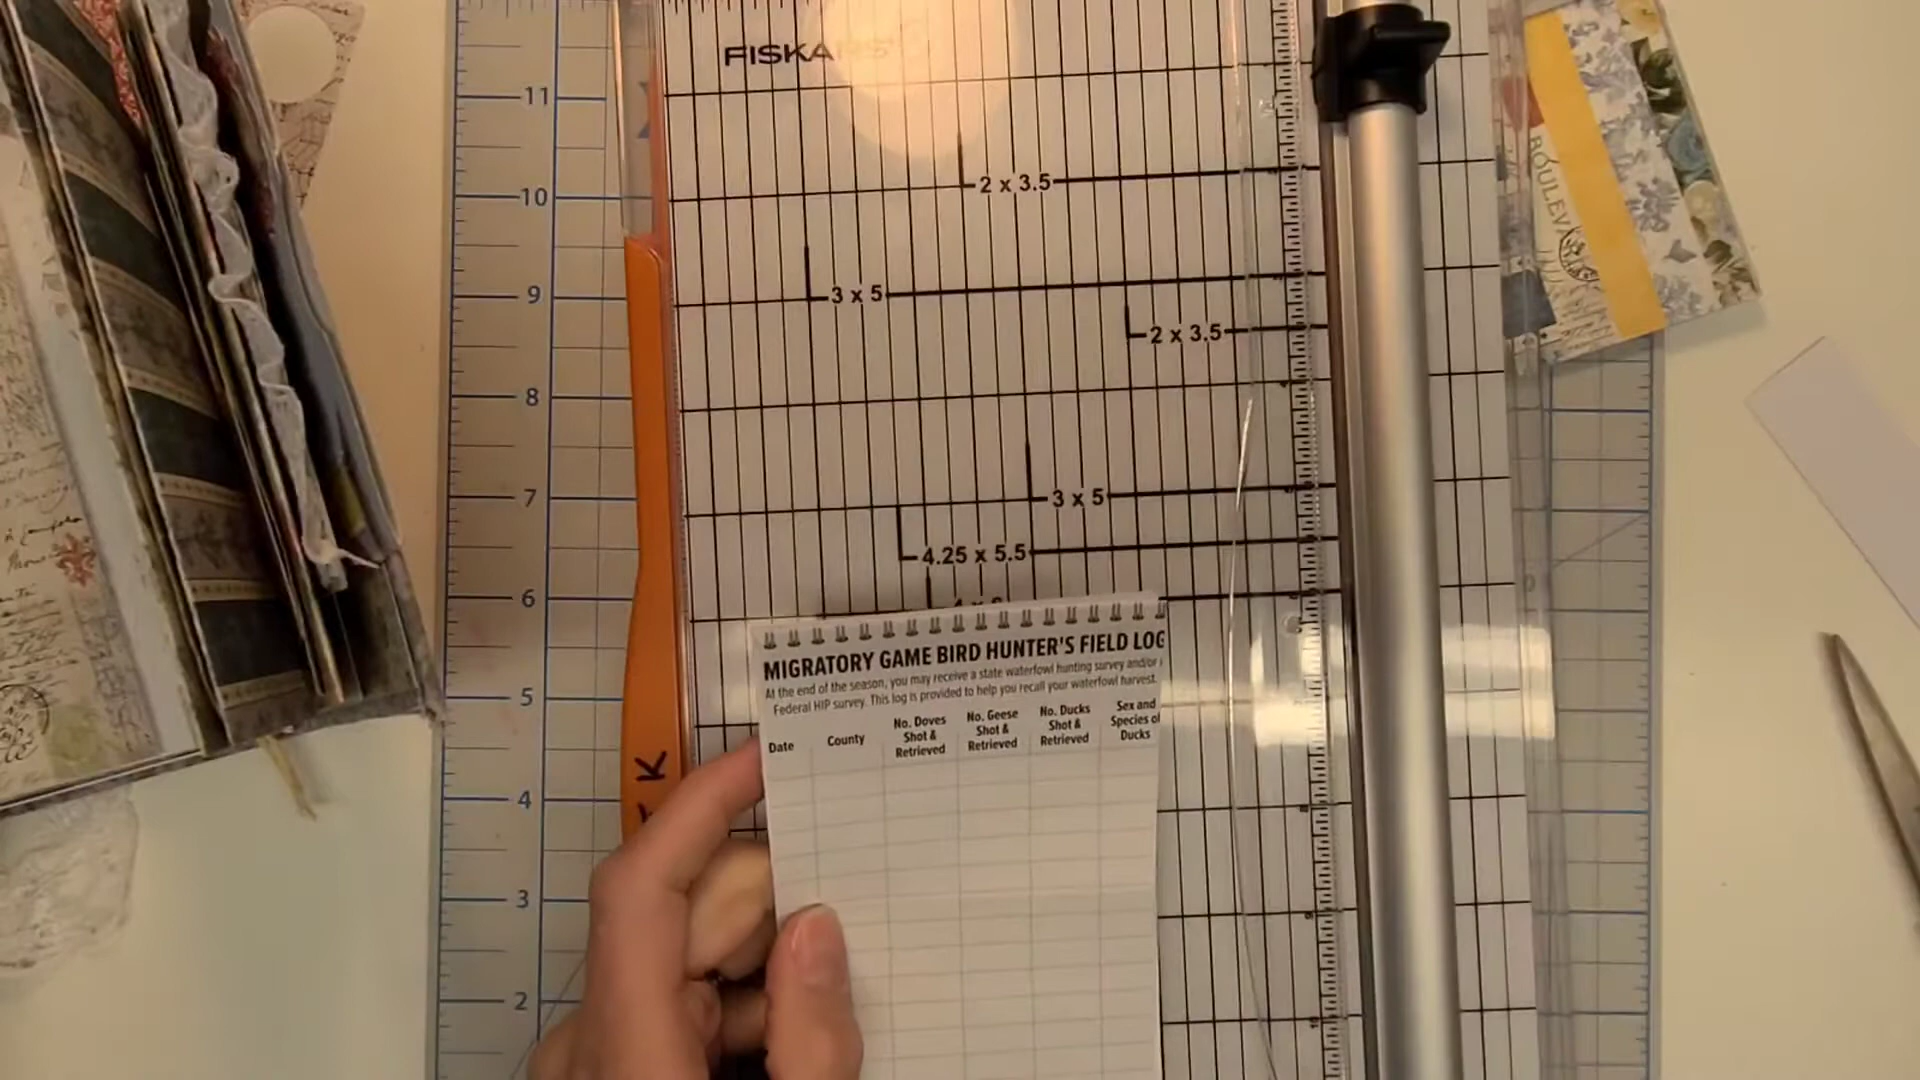 FISKARS
11
10
9
8
7
6
5
4
3
2
2 x 3.5
3 x 5
2 x 3.5
3 x 5
4.25 x 5.5
K
BOULEVA
MIGRATORY GAME BIRD HUNTER'S FIELD LOG
At the end of the season, you may receive a state waterfowl hunting survey and/or
Federal HIP survey. This log is provided to help you recall your waterfowl harvest.
Date
County
No. Doves
Shot &
Retrieved
No. Geese
Shot &
Retrieved
No. Ducks
Shot &
Retrieved
Sex and
Species of
Ducks